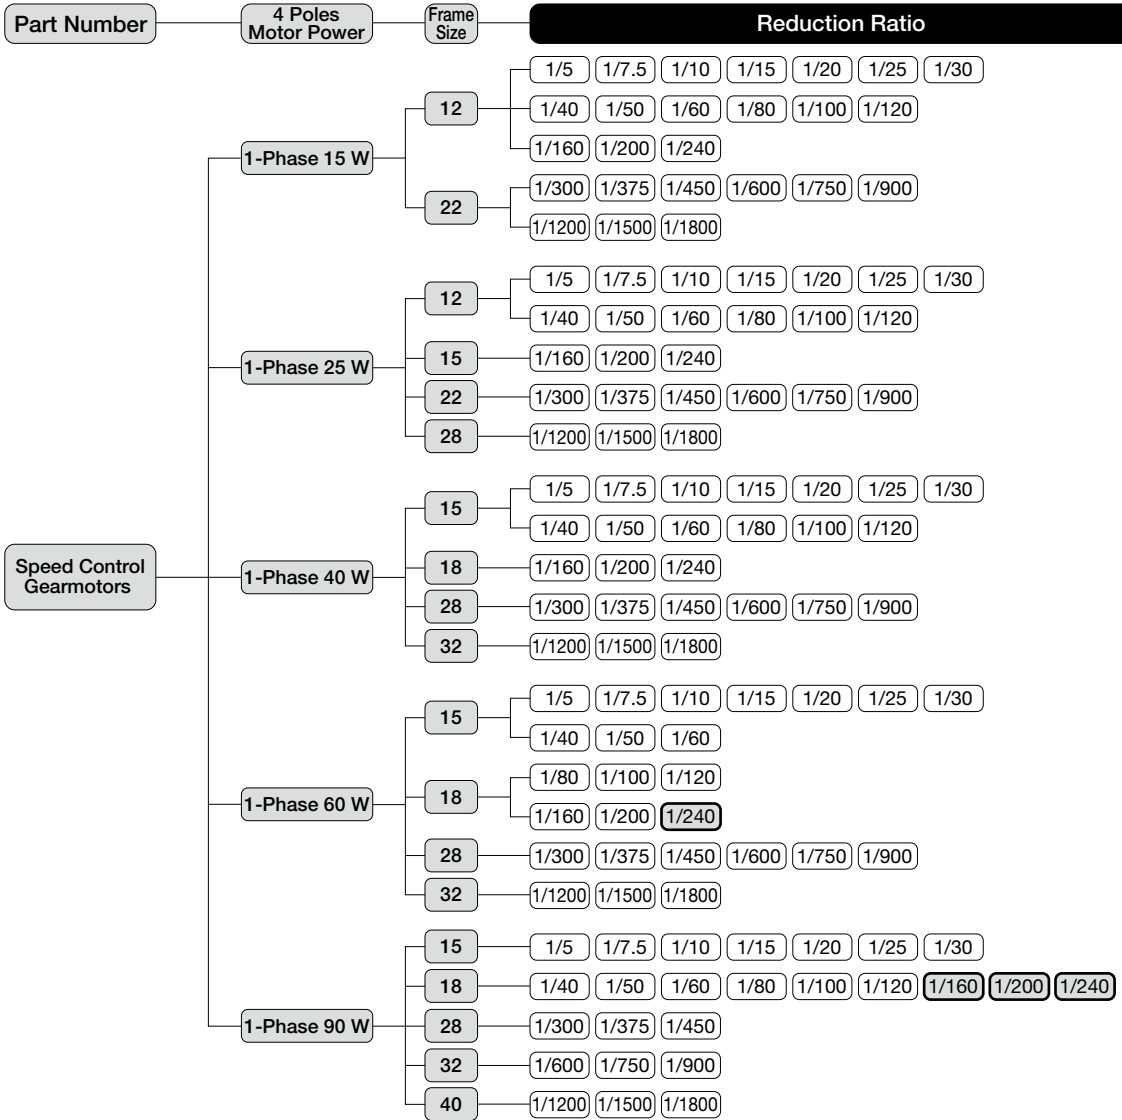 Part Number
4 Poles
Motor Power
Frame
Size
Reduction Ratio
Speed Control
Gearmotors
1-Phase 15 W
12
1/5 1/7.5 1/10 1/15 1/20 1/25 1/30
1/40 1/50 1/60 1/80 1/100 1/120
1/160 1/200 1/240
22
1/300 1/375 1/450 1/600 1/750 1/900
1/1200 1/1500 1/1800
1-Phase 25 W
12
1/5 1/7.5 1/10 1/15 1/20 1/25 1/30
1/40 1/50 1/60 1/80 1/100 1/120
15 1/160 1/200 1/240
22 1/300 1/375 1/450 1/600 1/750 1/900
28 1/1200 1/1500 1/1800
1-Phase 40 W
15
1/5 1/7.5 1/10 1/15 1/20 1/25 1/30
1/40 1/50 1/60 1/80 1/100 1/120
18 1/160 1/200 1/240
28 1/300 1/375 1/450 1/600 1/750 1/900
32 1/1200 1/1500 1/1800
1-Phase 60 W
15
1/5 1/7.5 1/10 1/15 1/20 1/25 1/30
1/40 1/50 1/60
18
1/80 1/100 1/120
1/160 1/200 1/240
28 1/300 1/375 1/450 1/600 1/750 1/900
32 1/1200 1/1500 1/1800
1-Phase 90 W
15 1/5 1/7.5 1/10 1/15 1/20 1/25 1/30
18 1/40 1/50 1/60 1/80 1/100 1/120 1/160 1/200 1/240
28 1/300 1/375 1/450
32 1/600 1/750 1/900
40 1/1200 1/1500 1/1800